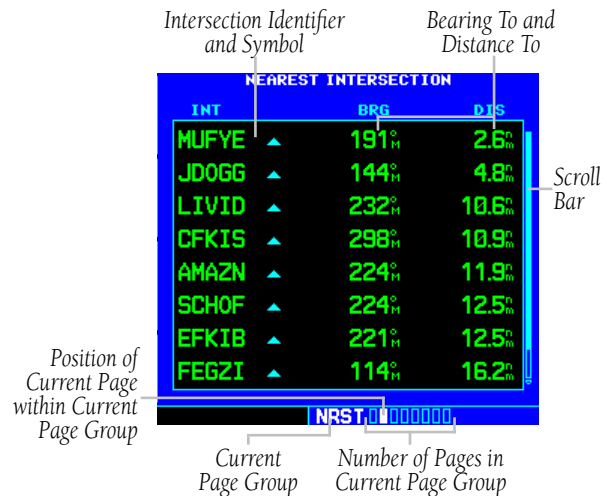 Intersection Identifier
and Symbol
Bearing To and
Distance To
NEAREST INTERSECTION
INT BRG DIS
MUFYE 191°M 2.6nm
JDOGG 144°M 4.8nm
LIVID 232°M 10.6nm
CFKIS 298°M 10.9nm
AMAZN 224°M 11.9nm
SCHOF 224°M 12.5nm
EFKIB 221°M 12.5nm
FEGZI 114°M 16.2nm
Scroll
Bar
Position of
Current Page
within Current
Page Group
NRST
Current
Page Group
Number of Pages in
Current Page Group